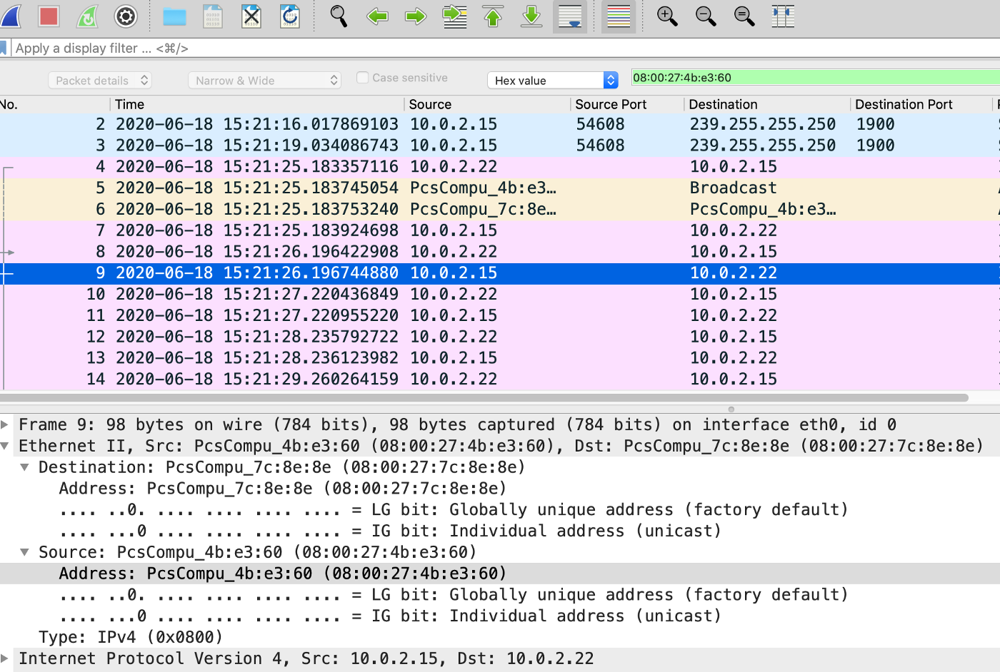 Apply a display filter ... <⌘/>
Packet details Narrow & Wide Case sensitive Hex value 08:00:27:4b:e3:60
No. Time Source Source Port Destination Destination Port
2 2020-06-18 15:21:16.017869103 10.0.2.15 54608 239.255.255.250 1900
3 2020-06-18 15:21:19.034086743 10.0.2.15 54608 239.255.255.250 1900
4 2020-06-18 15:21:25.183357116 10.0.2.22 10.0.2.15
5 2020-06-18 15:21:25.183745054 PcsCompu_4b:e3… Broadcast
6 2020-06-18 15:21:25.183753240 PcsCompu_7c:8e… PcsCompu_4b:e3…
7 2020-06-18 15:21:25.183924698 10.0.2.15 10.0.2.22
8 2020-06-18 15:21:26.196422908 10.0.2.22 10.0.2.15
9 2020-06-18 15:21:26.196744880 10.0.2.15 10.0.2.22
10 2020-06-18 15:21:27.220436849 10.0.2.22 10.0.2.15
11 2020-06-18 15:21:27.220955220 10.0.2.15 10.0.2.22
12 2020-06-18 15:21:28.235792722 10.0.2.22 10.0.2.15
13 2020-06-18 15:21:28.236123982 10.0.2.15 10.0.2.22
14 2020-06-18 15:21:29.260264159 10.0.2.22 10.0.2.15
Frame 9: 98 bytes on wire (784 bits), 98 bytes captured (784 bits) on interface eth0, id 0
Ethernet II, Src: PcsCompu_4b:e3:60 (08:00:27:4b:e3:60), Dst: PcsCompu_7c:8e:8e (08:00:27:7c:8e:8e)
Destination: PcsCompu_7c:8e:8e (08:00:27:7c:8e:8e)
Address: PcsCompu_7c:8e:8e (08:00:27:7c:8e:8e)
.... ..0. .... .... .... .... = LG bit: Globally unique address (factory default)
.... ...0 .... .... .... .... = IG bit: Individual address (unicast)
Source: PcsCompu_4b:e3:60 (08:00:27:4b:e3:60)
Address: PcsCompu_4b:e3:60 (08:00:27:4b:e3:60)
.... ..0. .... .... .... .... = LG bit: Globally unique address (factory default)
.... ...0 .... .... .... .... = IG bit: Individual address (unicast)
Type: IPv4 (0x0800)
Internet Protocol Version 4, Src: 10.0.2.15, Dst: 10.0.2.22